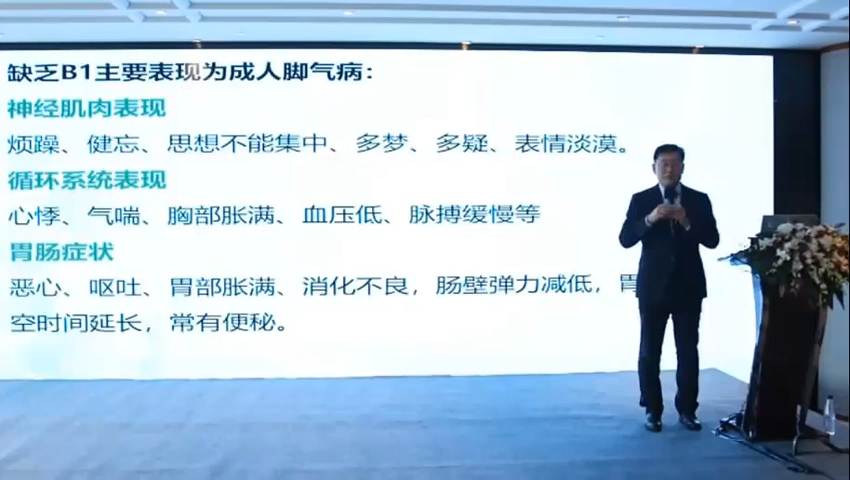 缺乏B1主要表现为成人脚气病：
神经肌肉表现
烦躁、健忘、思想不能集中、多梦、多疑、表情淡漠。
循环系统表现
心悸、气喘、胸部胀满、血压低、脉搏缓慢等
胃肠症状
恶心、呕吐、胃部胀满、消化不良，肠壁弹力减低，胃
空时间延长，常有便秘。